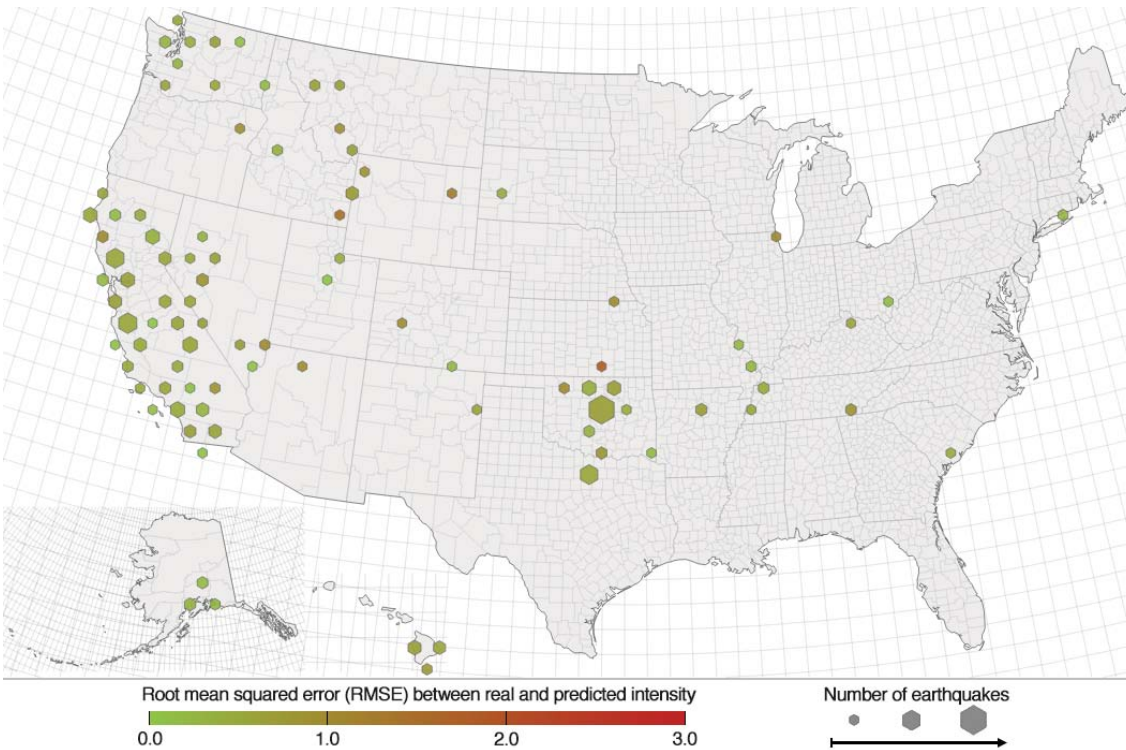 Root mean squared error (RMSE) between real and predicted intensity
0.0 1.0 2.0 3.0
Number of earthquakes